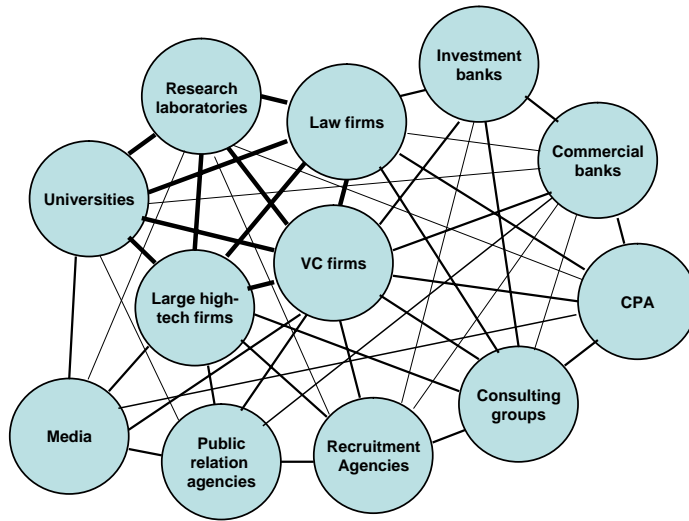 Investment
banks
Research
laboratories
Law firms
Commercial
banks
Universities
VC firms
Large high-
tech firms
CPA
Consulting
groups
Media
Public
relation
agencies
Recruitment
Agencies